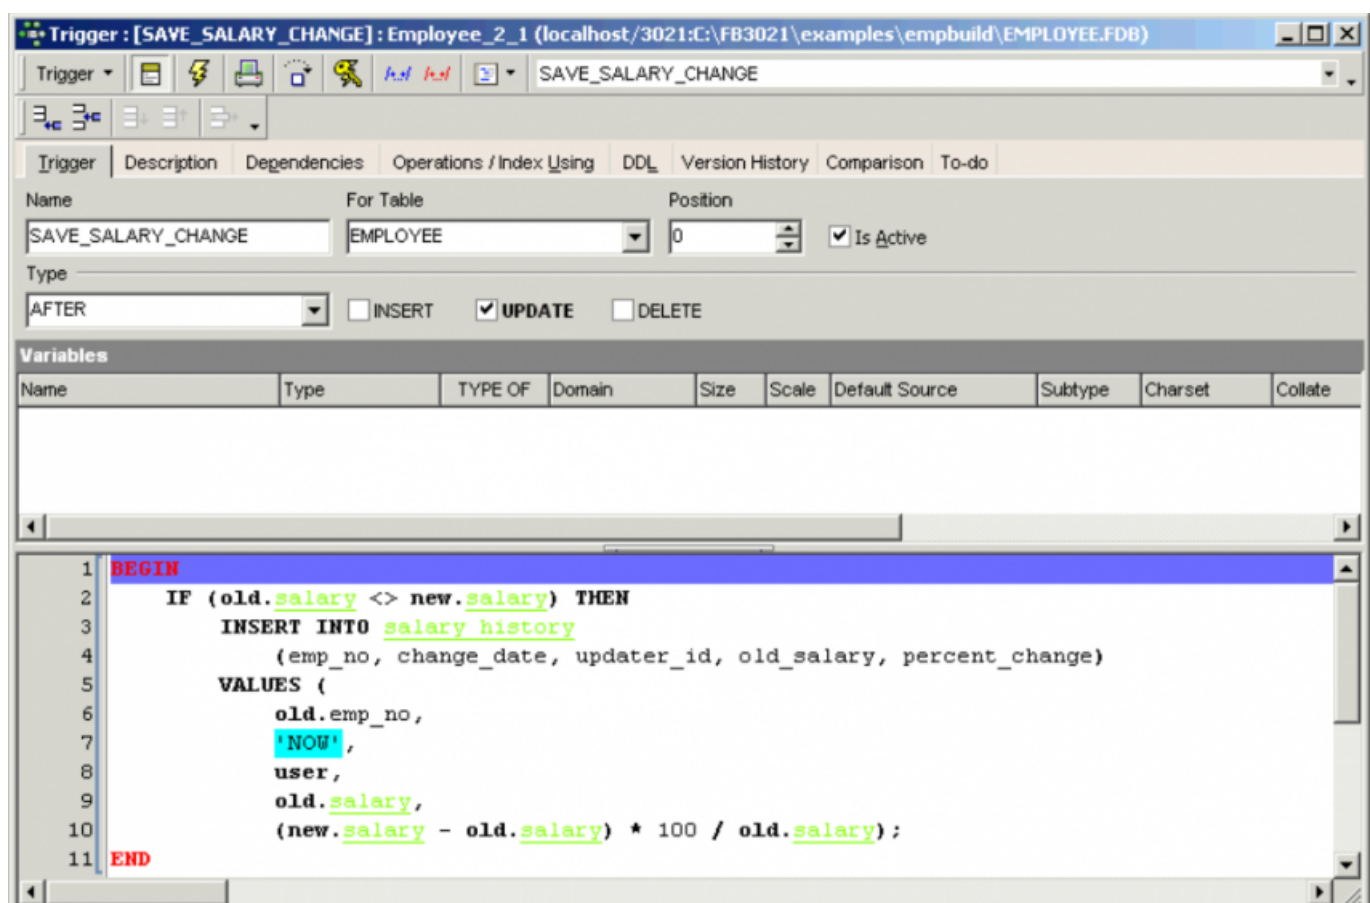 Trigger : [SAVE_SALARY_CHANGE] : Employee_2_1 (localhost/3021:C:\FB3021\examples\empbuild\EMPLOYEE.FDB)
Trigger SAVE_SALARY_CHANGE
Trigger Description Dependencies Operations / Index Using DDL Version History Comparison To-do
Name For Table Position
SAVE_SALARY_CHANGE EMPLOYEE 0 Is Active
Type
AFTER INSERT UPDATE DELETE
Variables
Name Type TYPE OF Domain Size Scale Default Source Subtype Charset Collate
1 BEGIN
2 IF (old.salary <> new.salary) THEN
3 INSERT INTO salary_history
4 (emp_no, change_date, updater_id, old_salary, percent_change)
5 VALUES (
6 old.emp_no,
7 'NOW',
8 user,
9 old.salary,
10 (new.salary - old.salary) * 100 / old.salary);
11 END